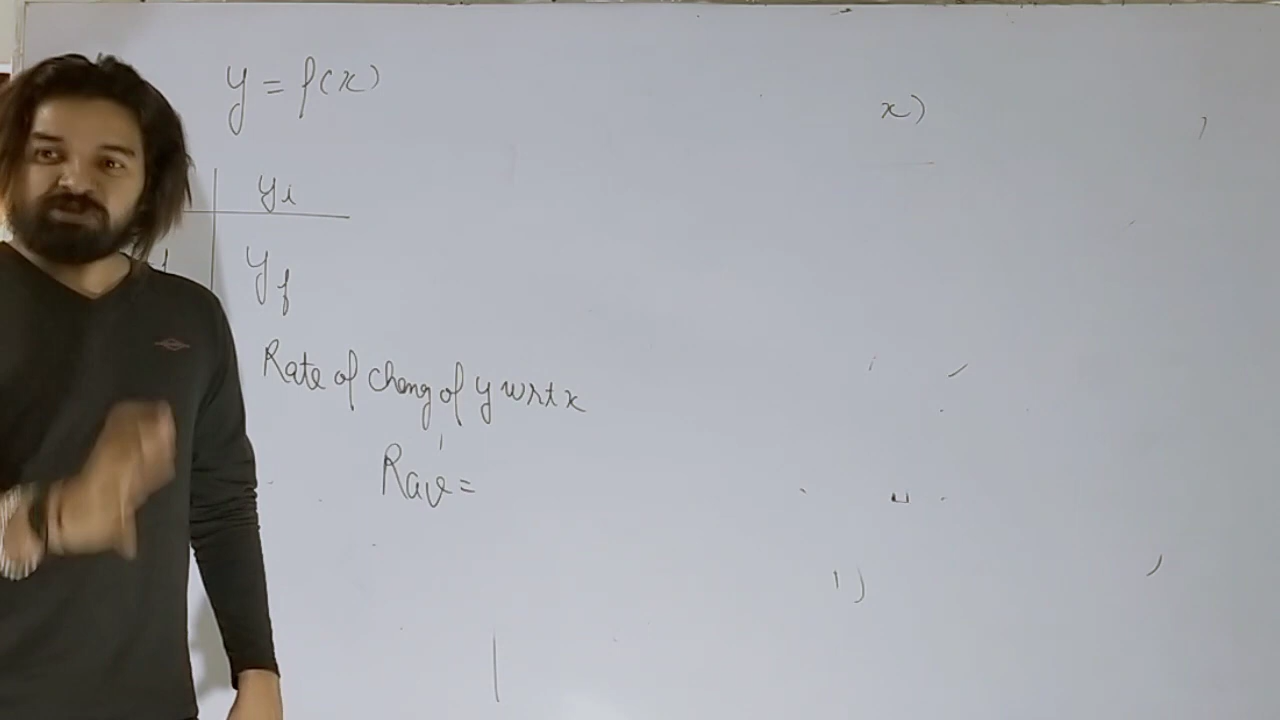 y = f(x)
x)
yi
yf
Rate of chang of y wrt x
Rav =